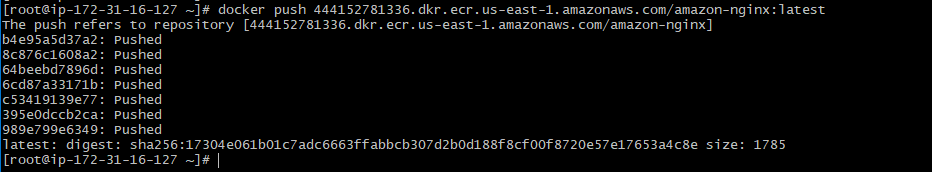 [root@ip-172-31-16-127 ~]# docker push 444152781336.dkr.ecr.us-east-1.amazonaws.com/amazon-nginx:latest
The push refers to repository [444152781336.dkr.ecr.us-east-1.amazonaws.com/amazon-nginx]
b4e95a5d37a2: Pushed
8c876c1608a2: Pushed
64beebd7896d: Pushed
6cd87a33171b: Pushed
c53419139e77: Pushed
395e0dccb2ca: Pushed
989e799e6349: Pushed
latest: digest: sha256:17304e061b01c7adc6663ffabbcb307d2b0d188f8cf00f8720e57e17653a4c8e size: 1785
[root@ip-172-31-16-127 ~]#